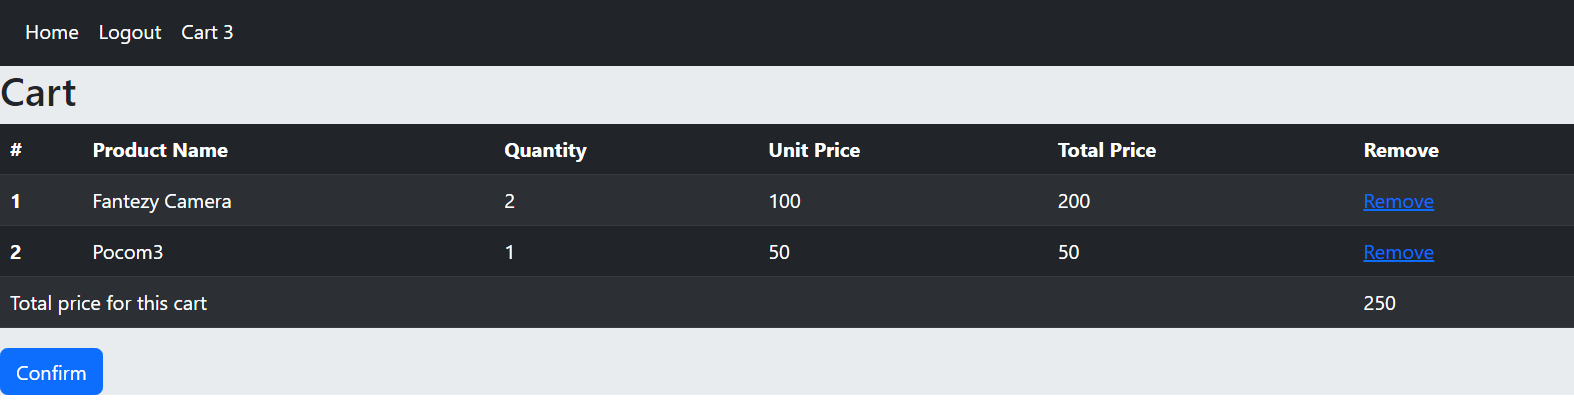 Home Logout Cart 3
Cart
# Product Name Quantity Unit Price Total Price Remove
1 Fantezy Camera 2 100 200 Remove
2 Pocom3 1 50 50 Remove
Total price for this cart 250
Confirm